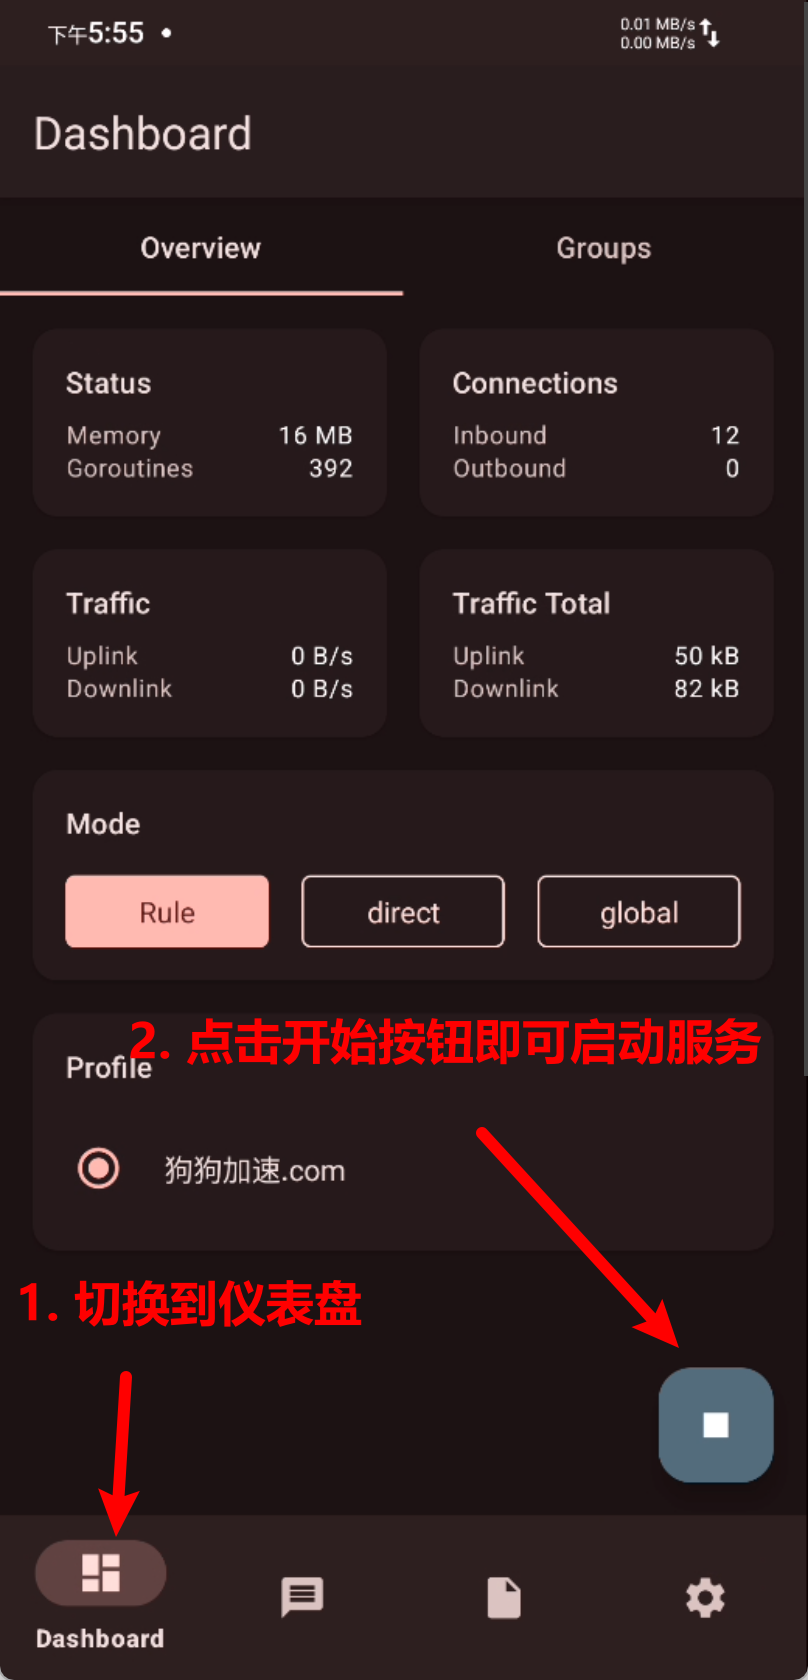 下午5:55
0.01 MB/s
0.00 MB/s
Dashboard
Overview
Groups
Status
Memory 16 MB
Goroutines 392
Connections
Inbound 12
Outbound 0
Traffic
Uplink 0 B/s
Downlink 0 B/s
Traffic Total
Uplink 50 kB
Downlink 82 kB
Mode
Rule
direct
global
2. 点击开始按钮即可启动服务
Profile
狗狗加速.com
1. 切换到仪表盘
Dashboard